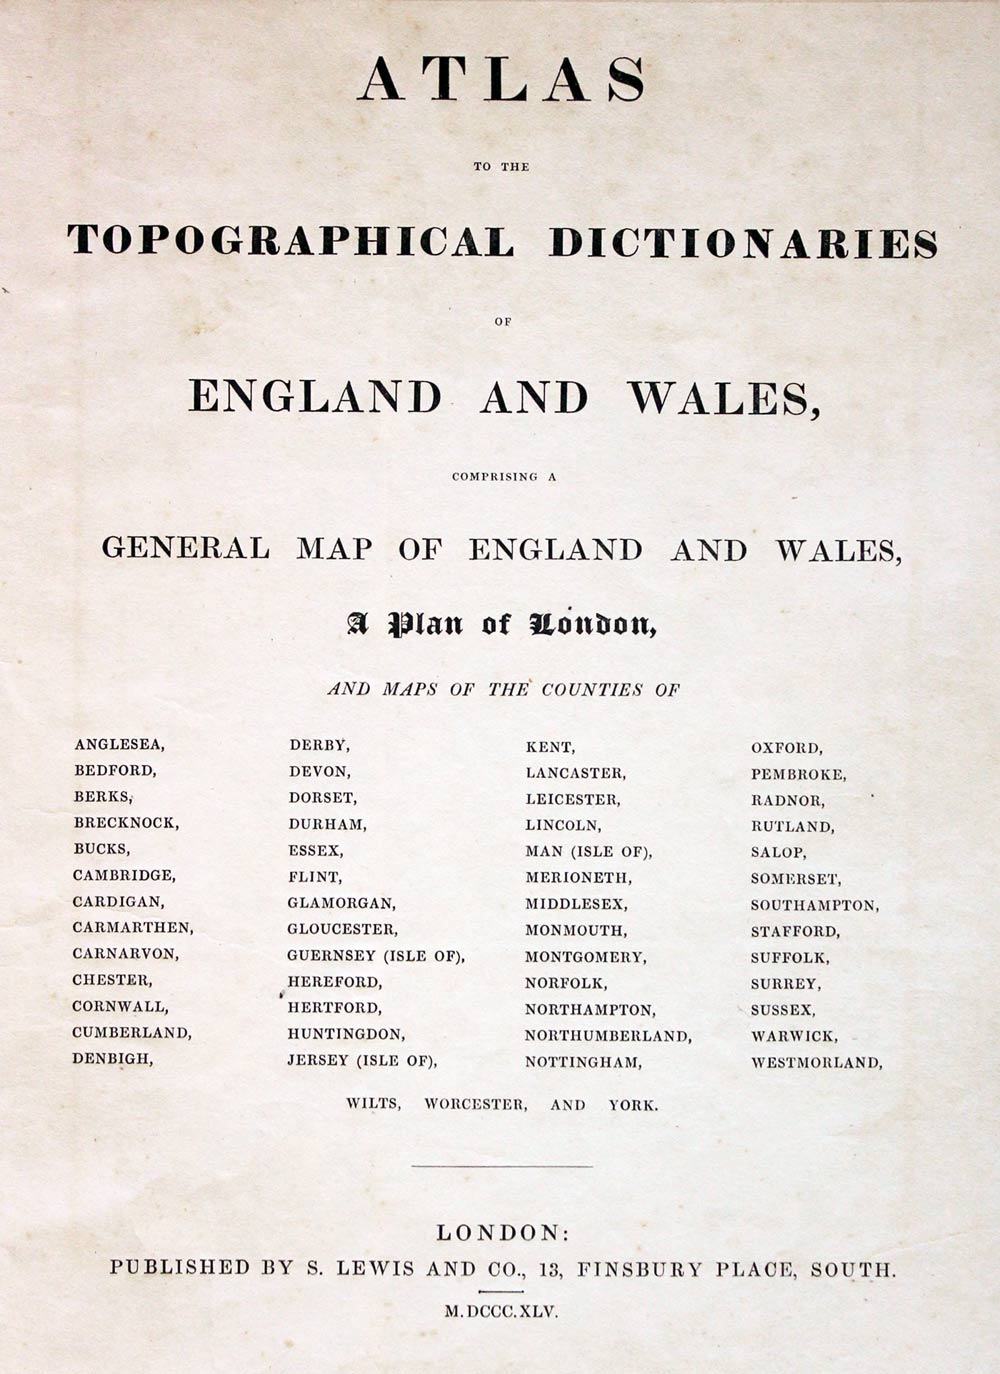 ATLAS
TO THE
TOPOGRAPHICAL DICTIONARIES
OF
ENGLAND AND WALES,
COMPRISING A
GENERAL MAP OF ENGLAND AND WALES,
A Plan of London,
AND MAPS OF THE COUNTIES OF
ANGLESEA,
BEDFORD,
BERKS,
BRECKNOCK,
BUCKS,
CAMBRIDGE,
CARDIGAN,
CARMARTHEN,
CARNARVON,
CHESTER,
CORNWALL,
CUMBERLAND,
DENBIGH,
DERBY,
DEVON,
DORSET,
DURHAM,
ESSEX,
FLINT,
GLAMORGAN,
GLOUCESTER,
GUERNSEY (ISLE OF),
HEREFORD,
HERTFORD,
HUNTINGDON,
JERSEY (ISLE OF),
KENT,
LANCASTER,
LEICESTER,
LINCOLN,
MAN (ISLE OF),
MERIONETH,
MIDDLESEX,
MONMOUTH,
MONTGOMERY,
NORFOLK,
NORTHAMPTON,
NORTHUMBERLAND,
NOTTINGHAM,
OXFORD,
PEMBROKE,
RADNOR,
RUTLAND,
SALOP,
SOMERSET,
SOUTHAMPTON,
STAFFORD,
SUFFOLK,
SURREY,
SUSSEX,
WARWICK,
WESTMORLAND,
WILTS, WORCESTER, AND YORK.
LONDON:
PUBLISHED BY S. LEWIS AND CO., 13, FINSBURY PLACE, SOUTH.
M.DCCC.XLV.